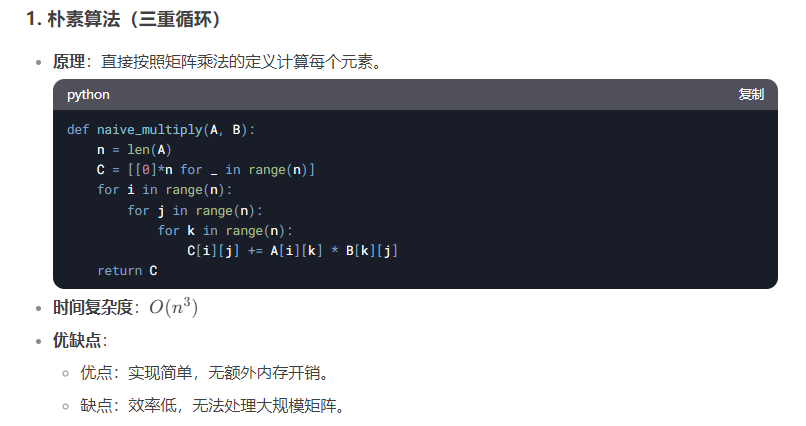 1. 朴素算法（三重循环）
原理：直接按照矩阵乘法的定义计算每个元素。
python 复制
def naive_multiply(A, B):
    n = len(A)
    C = [[0]*n for _ in range(n)]
    for i in range(n):
        for j in range(n):
            for k in range(n):
                C[i][j] += A[i][k] * B[k][j]
    return C
时间复杂度：O(n³)
优缺点：
优点：实现简单，无额外内存开销。
缺点：效率低，无法处理大规模矩阵。